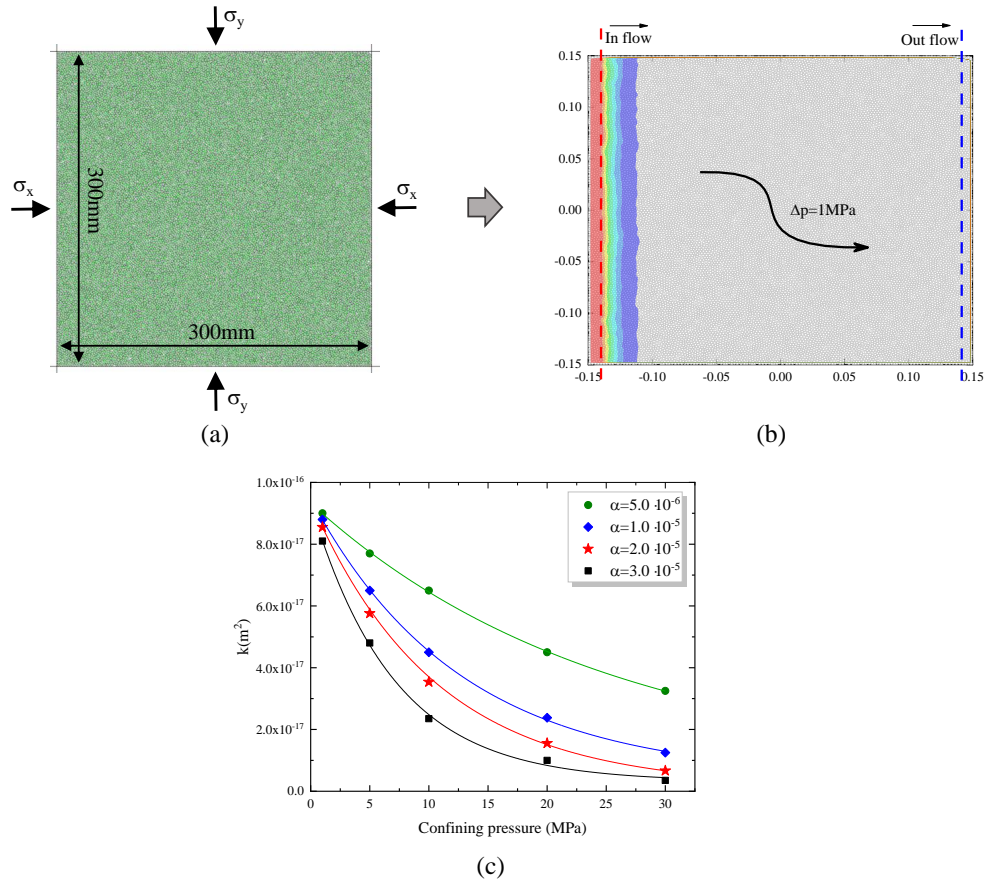 σy
σx
300mm
σx
300mm
σy
(a)
In flow
Out flow
0.15
0.10
0.05
0.00
-0.05
-0.10
-0.15
Δp=1MPa
-0.15 -0.10 -0.05 0.00 0.05 0.10 0.15
(b)
1.0x10⁻¹⁶
8.0x10⁻¹⁷
6.0x10⁻¹⁷
4.0x10⁻¹⁷
2.0x10⁻¹⁷
0.0
k(m²)
α=5.0 ·10⁻⁶
α=1.0 ·10⁻⁵
α=2.0 ·10⁻⁵
α=3.0 ·10⁻⁵
0 5 10 15 20 25 30
Confining pressure (MPa)
(c)